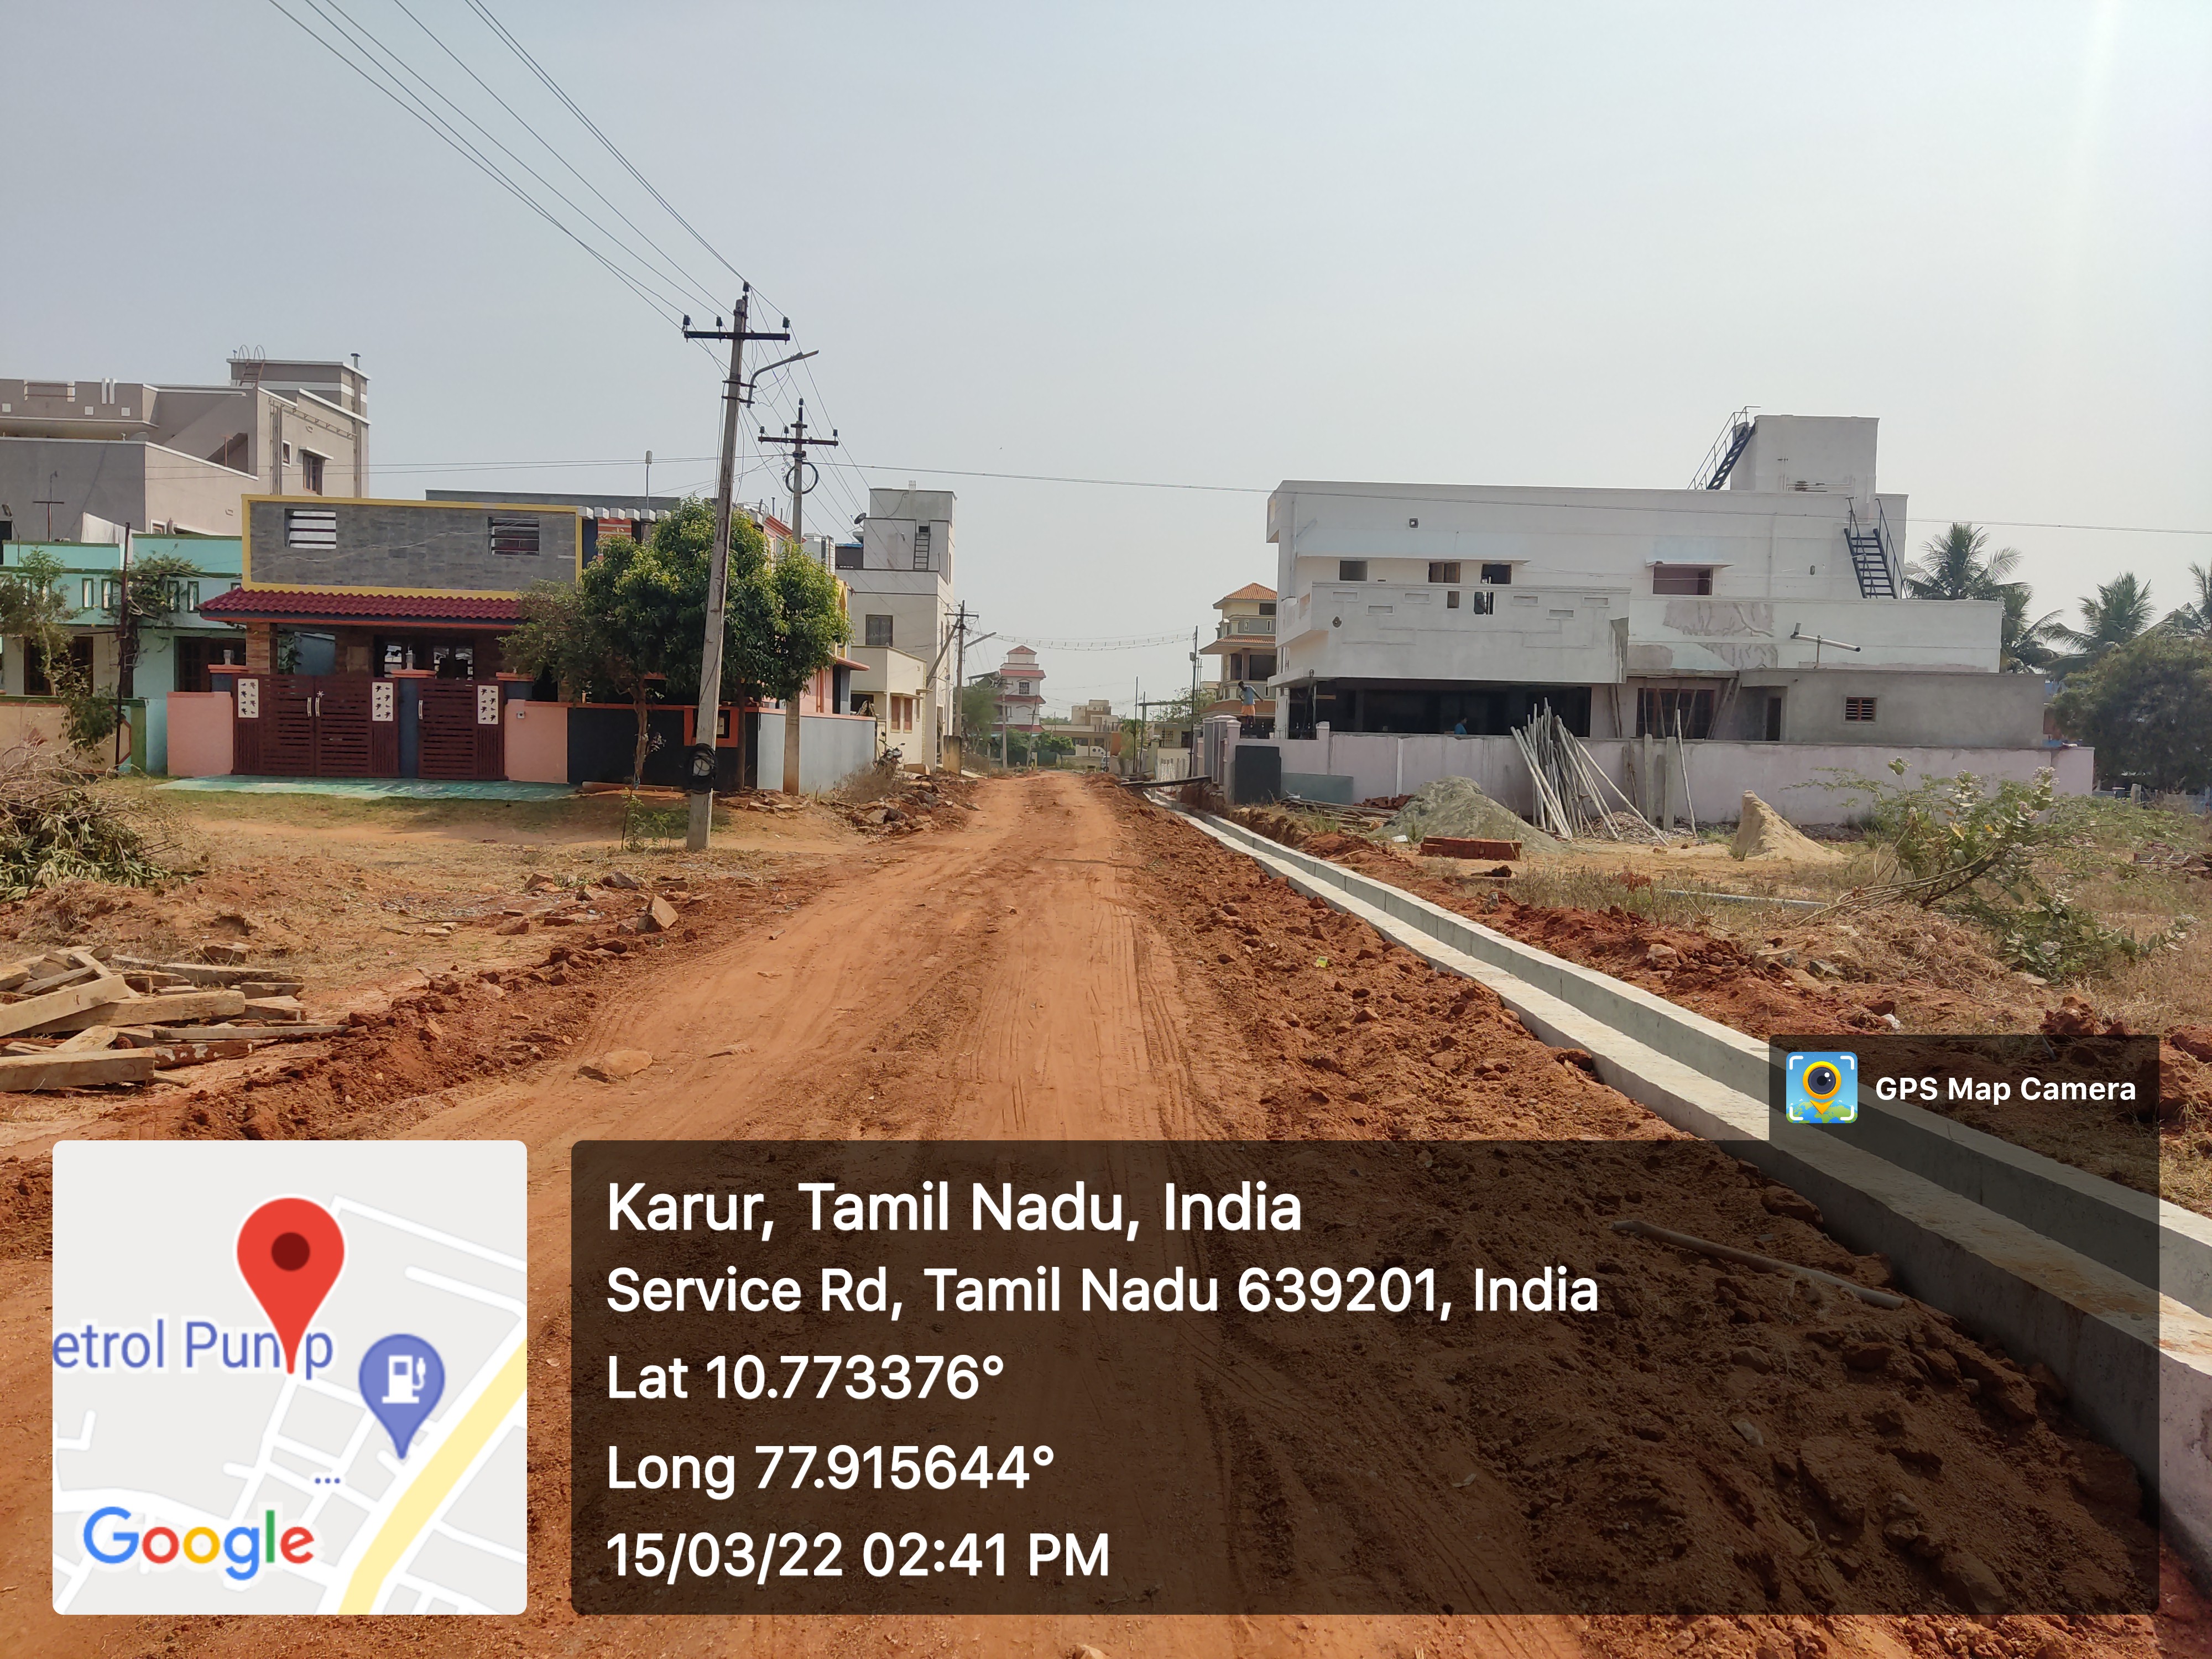 GPS Map Camera
etrol Pump
Google
Karur, Tamil Nadu, India
Service Rd, Tamil Nadu 639201, India
Lat 10.773376°
Long 77.915644°
15/03/22 02:41 PM